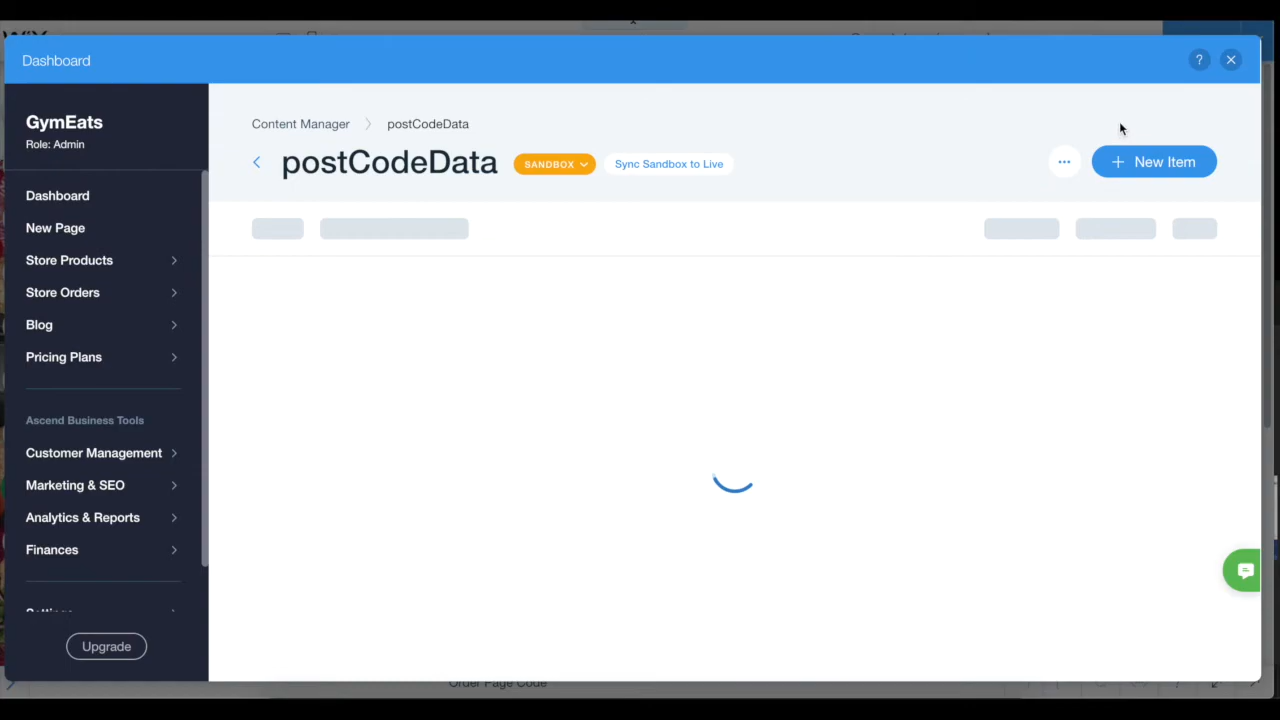 Dashboard
?
GymEats
Role: Admin
Dashboard
New Page
Store Products
Store Orders
Blog
Pricing Plans
Ascend Business Tools
Customer Management
Marketing & SEO
Analytics & Reports
Finances
Settings
Upgrade
Content Manager
postCodeData
postCodeData
SANDBOX
Sync Sandbox to Live
New Item
Order Page Code